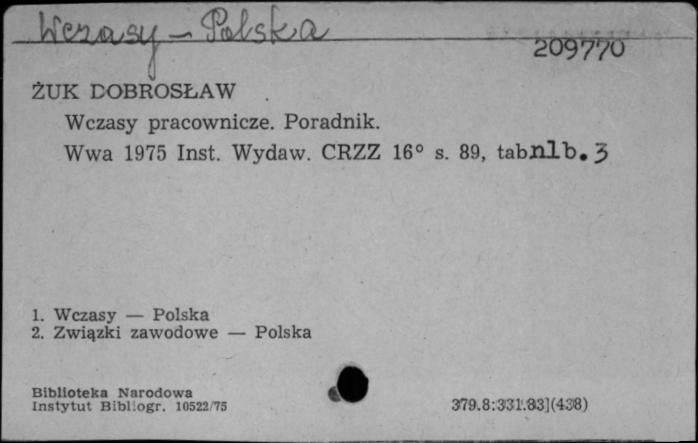 Wczasy - Polska
209770
ŻUK DOBROSŁAW
Wczasy pracownicze. Poradnik.
Wwa 1975 Inst. Wydaw. CRZZ 16° s. 89, tabnlb. 3
1. Wczasy — Polska
2. Związki zawodowe — Polska
Biblioteka Narodowa
Instytut Bibliogr. 10522/75
379.8:331.83](438)